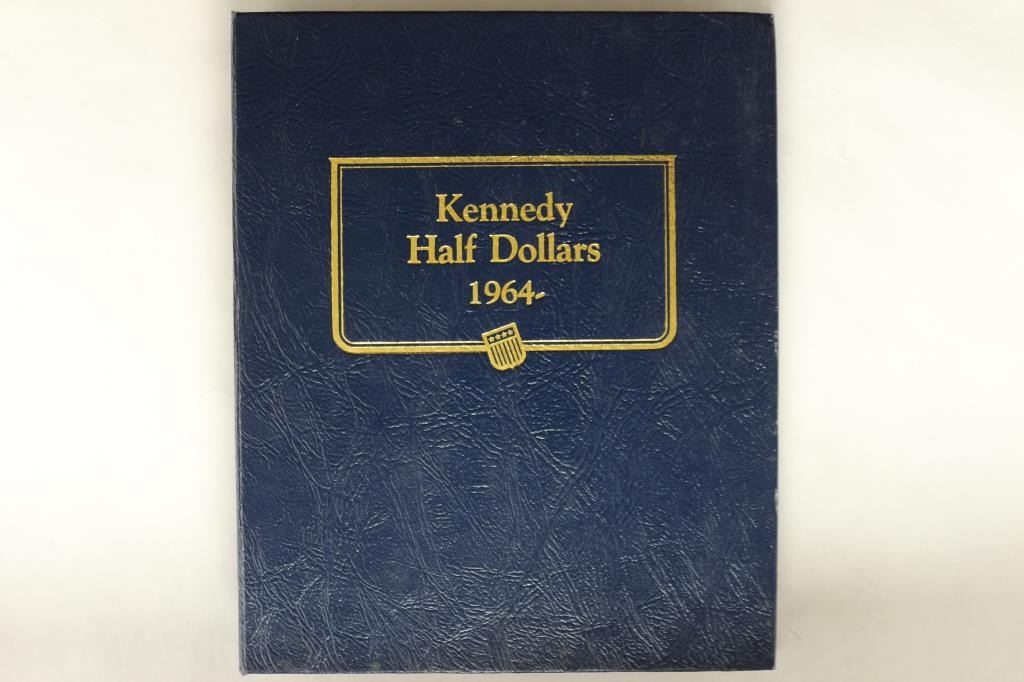 Kennedy
Half Dollars
1964-